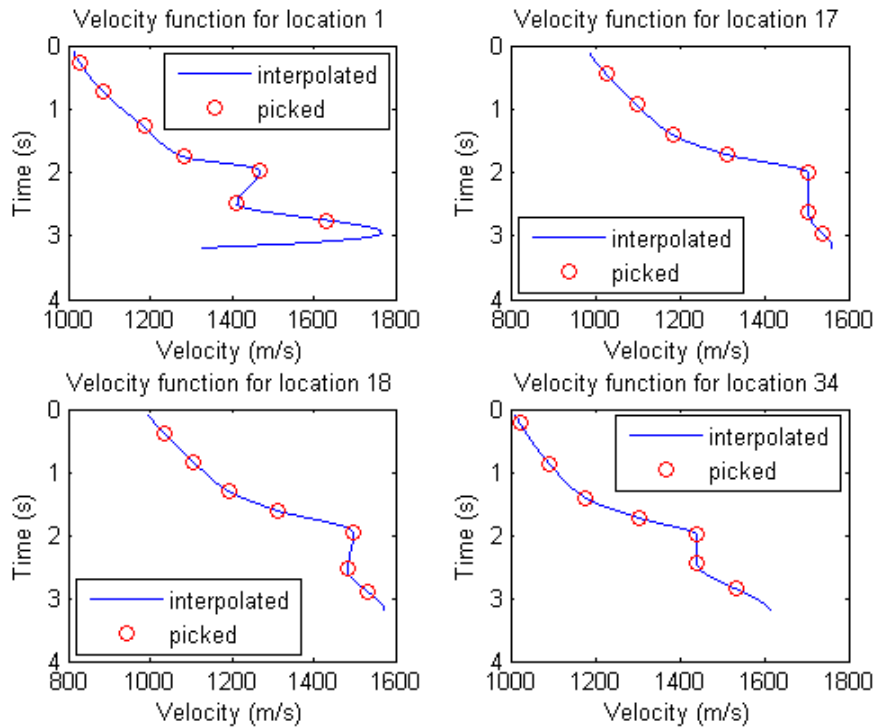 Velocity function for location 1
0
1
2
3
4
Time (s)
interpolated
picked
1000 1200 1400 1600 1800
Velocity (m/s)
Velocity function for location 17
0
1
2
3
4
Time (s)
interpolated
picked
800 1000 1200 1400 1600
Velocity (m/s)
Velocity function for location 18
0
1
2
3
4
Time (s)
interpolated
picked
800 1000 1200 1400 1600
Velocity (m/s)
Velocity function for location 34
0
1
2
3
4
Time (s)
interpolated
picked
1000 1200 1400 1600 1800
Velocity (m/s)